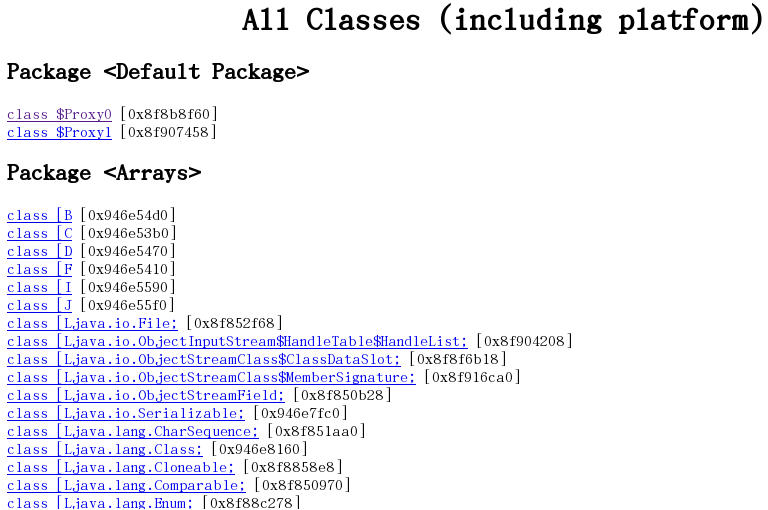 All Classes (including platform)
Package <Default Package>
class $Proxy0 [0x8f8b8f60]
class $Proxy1 [0x8f907458]
Package <Arrays>
class [B [0x946e54d0]
class [C [0x946e53b0]
class [D [0x946e5470]
class [F [0x946e5410]
class [I [0x946e5590]
class [J [0x946e55f0]
class [Ljava.io.File; [0x8f852f68]
class [Ljava.io.ObjectInputStream$HandleTable$HandleList; [0x8f904208]
class [Ljava.io.ObjectStreamClass$ClassDataSlot; [0x8f8f6b18]
class [Ljava.io.ObjectStreamClass$MemberSignature; [0x8f916ca0]
class [Ljava.io.ObjectStreamField; [0x8f850b28]
class [Ljava.io.Serializable; [0x946e7fc0]
class [Ljava.lang.CharSequence; [0x8f851aa0]
class [Ljava.lang.Class; [0x946e8160]
class [Ljava.lang.Cloneable; [0x8f8858e8]
class [Ljava.lang.Comparable; [0x8f850970]
class [Ljava.lang.Enum; [0x8f88c278]